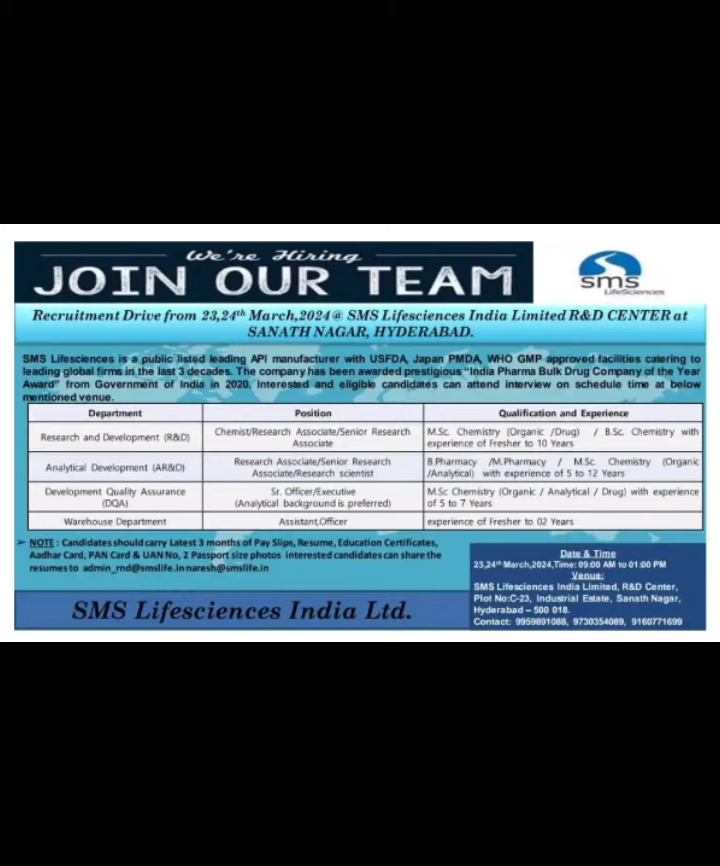 We're Hiring
JOIN OUR TEAM
sms
LifeSciences
Recruitment Drive from 23,24th March,2024@ SMS Lifesciences India Limited R&D CENTER at
SANATH NAGAR, HYDERABAD.
SMS Lifesciences is a public listed leading API manufacturer with USFDA, Japan PMDA, WHO GMP approved facilities catering to
leading global firms in the last 3 decades. The company has been awarded prestigious "India Pharma Bulk Drug Company of the Year
Award" from Government of India in 2020. Interested and eligible candidates can attend interview on schedule time at below
mentioned venue.
Department Position Qualification and Experience
Research and Development (R&D) Chemist/Research Associate/Senior Research Associate M.Sc. Chemistry (Organic /Drug) / B.Sc. Chemistry with experience of Fresher to 10 Years
Analytical Development (AR&D) Research Associate/Senior Research Associate/Research scientist B.Pharmacy /M.Pharmacy / M.Sc. Chemistry (Organic /Analytical) with experience of 5 to 12 Years
Development Quality Assurance (DQA) Sr. Officer/Executive (Analytical background is preferred) M.Sc Chemistry (Organic / Analytical / Drug) with experience of 5 to 7 Years
Warehouse Department Assistant,Officer experience of Fresher to 02 Years
➢ NOTE : Candidates should carry Latest 3 months of Pay Slips, Resume, Education Certificates,
Aadhar Card, PAN Card & UAN No, 2 Passport size photos interested candidates can share the
resumes to admin_rnd@smslife.in naresh@smslife.in
Date & Time
23,24th March,2024,Time: 09:00 AM to 01:00 PM
Venue:
SMS Lifesciences India Limited, R&D Center,
Plot No:C-23, Industrial Estate, Sanath Nagar,
Hyderabad – 500 018.
Contact: 9959891088, 9730354089, 9160771699
SMS Lifesciences India Ltd.